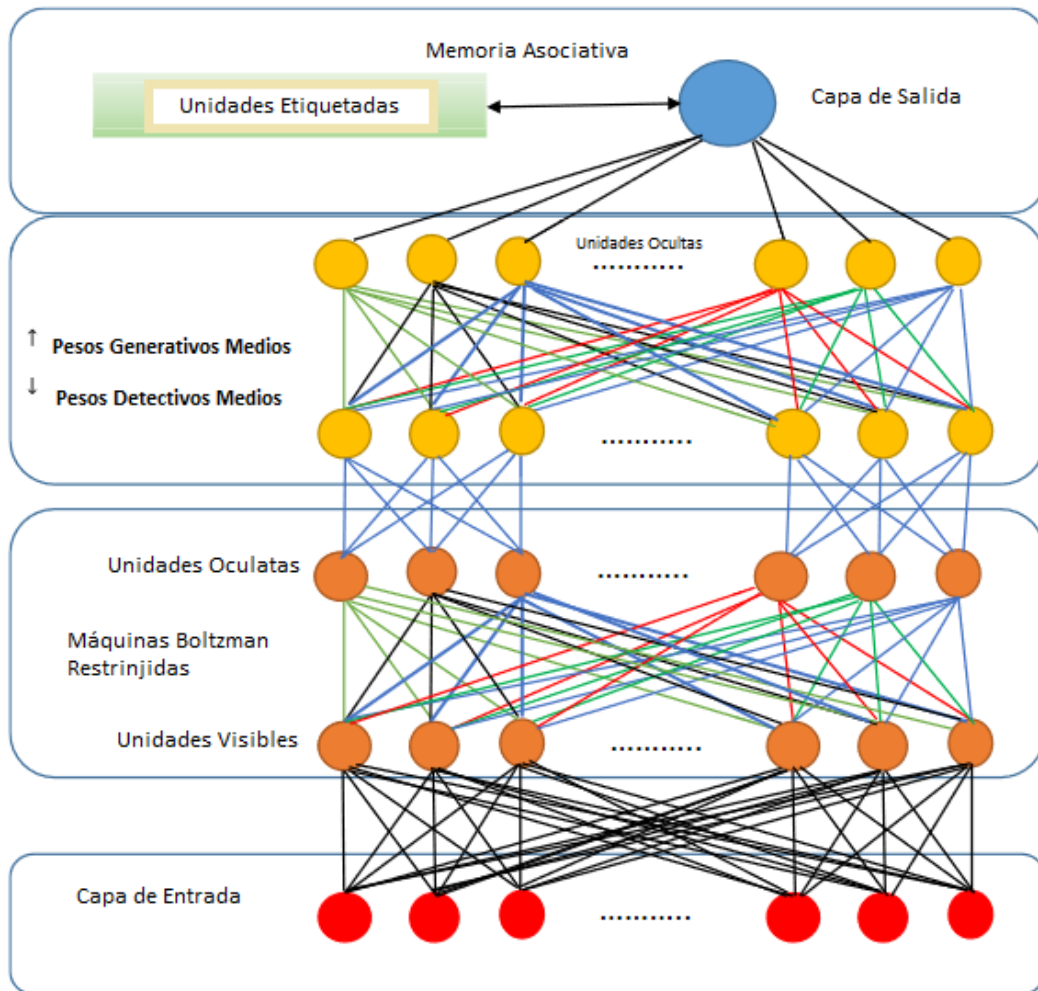 Memoria Asociativa
Unidades Etiquetadas
Capa de Salida
Unidades Ocultas
...........
↑ Pesos Generativos Medios
↓ Pesos Detectivos Medios
...........
Unidades Oculatas
...........
Máquinas Boltzman
Restrinjidas
Unidades Visibles
...........
Capa de Entrada
...........